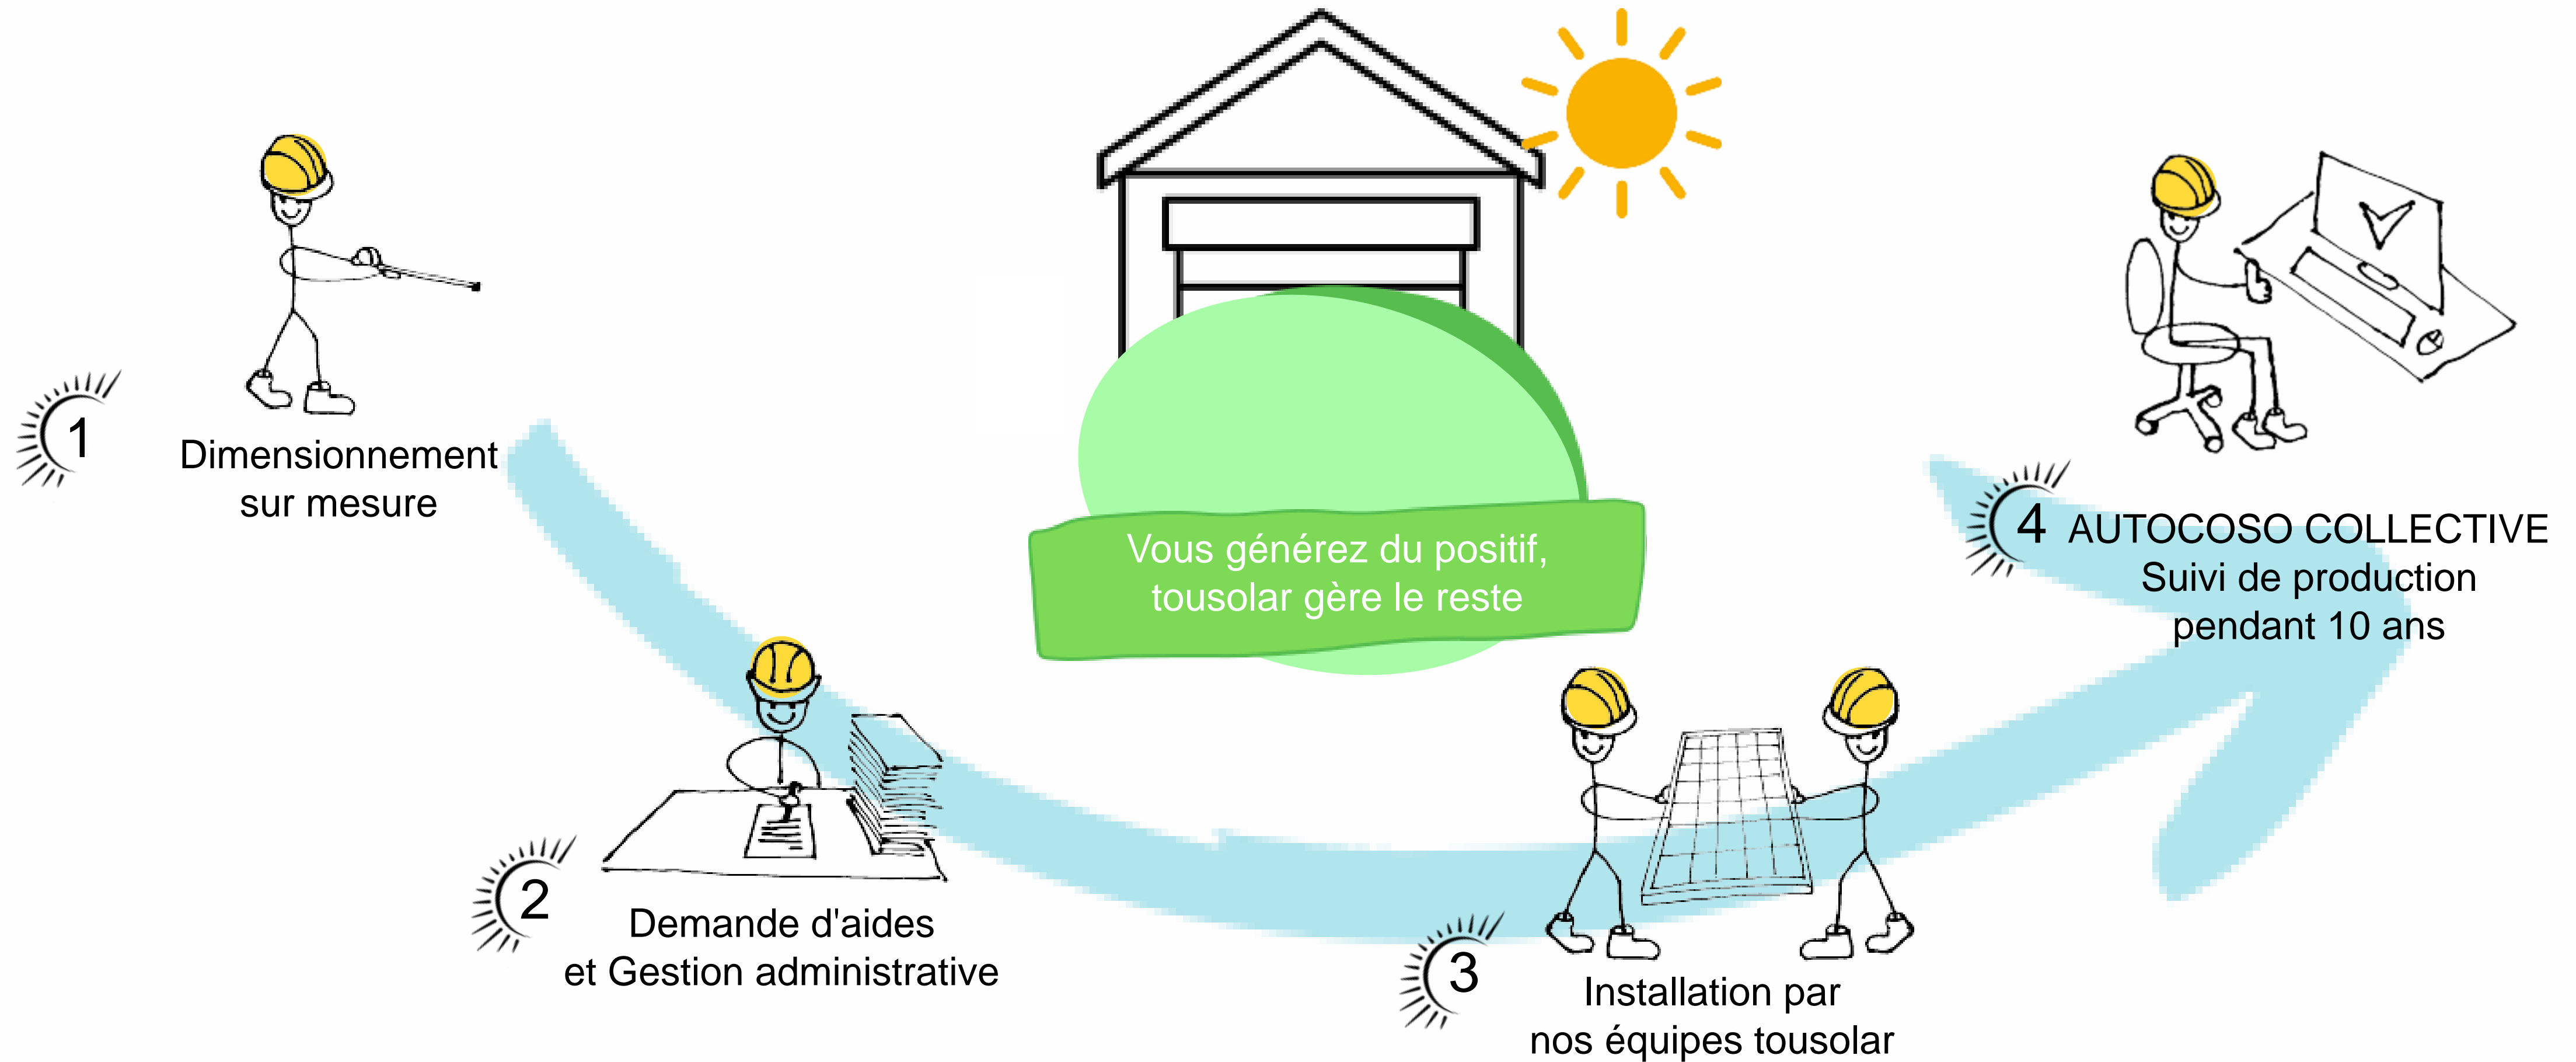 1
Dimensionnement
sur mesure
Vous générez du positif,
tousolar gère le reste
2
Demande d'aides
et Gestion administrative
3
Installation par
nos équipes tousolar
4 AUTOCOSO COLLECTIVE
Suivi de production
pendant 10 ans